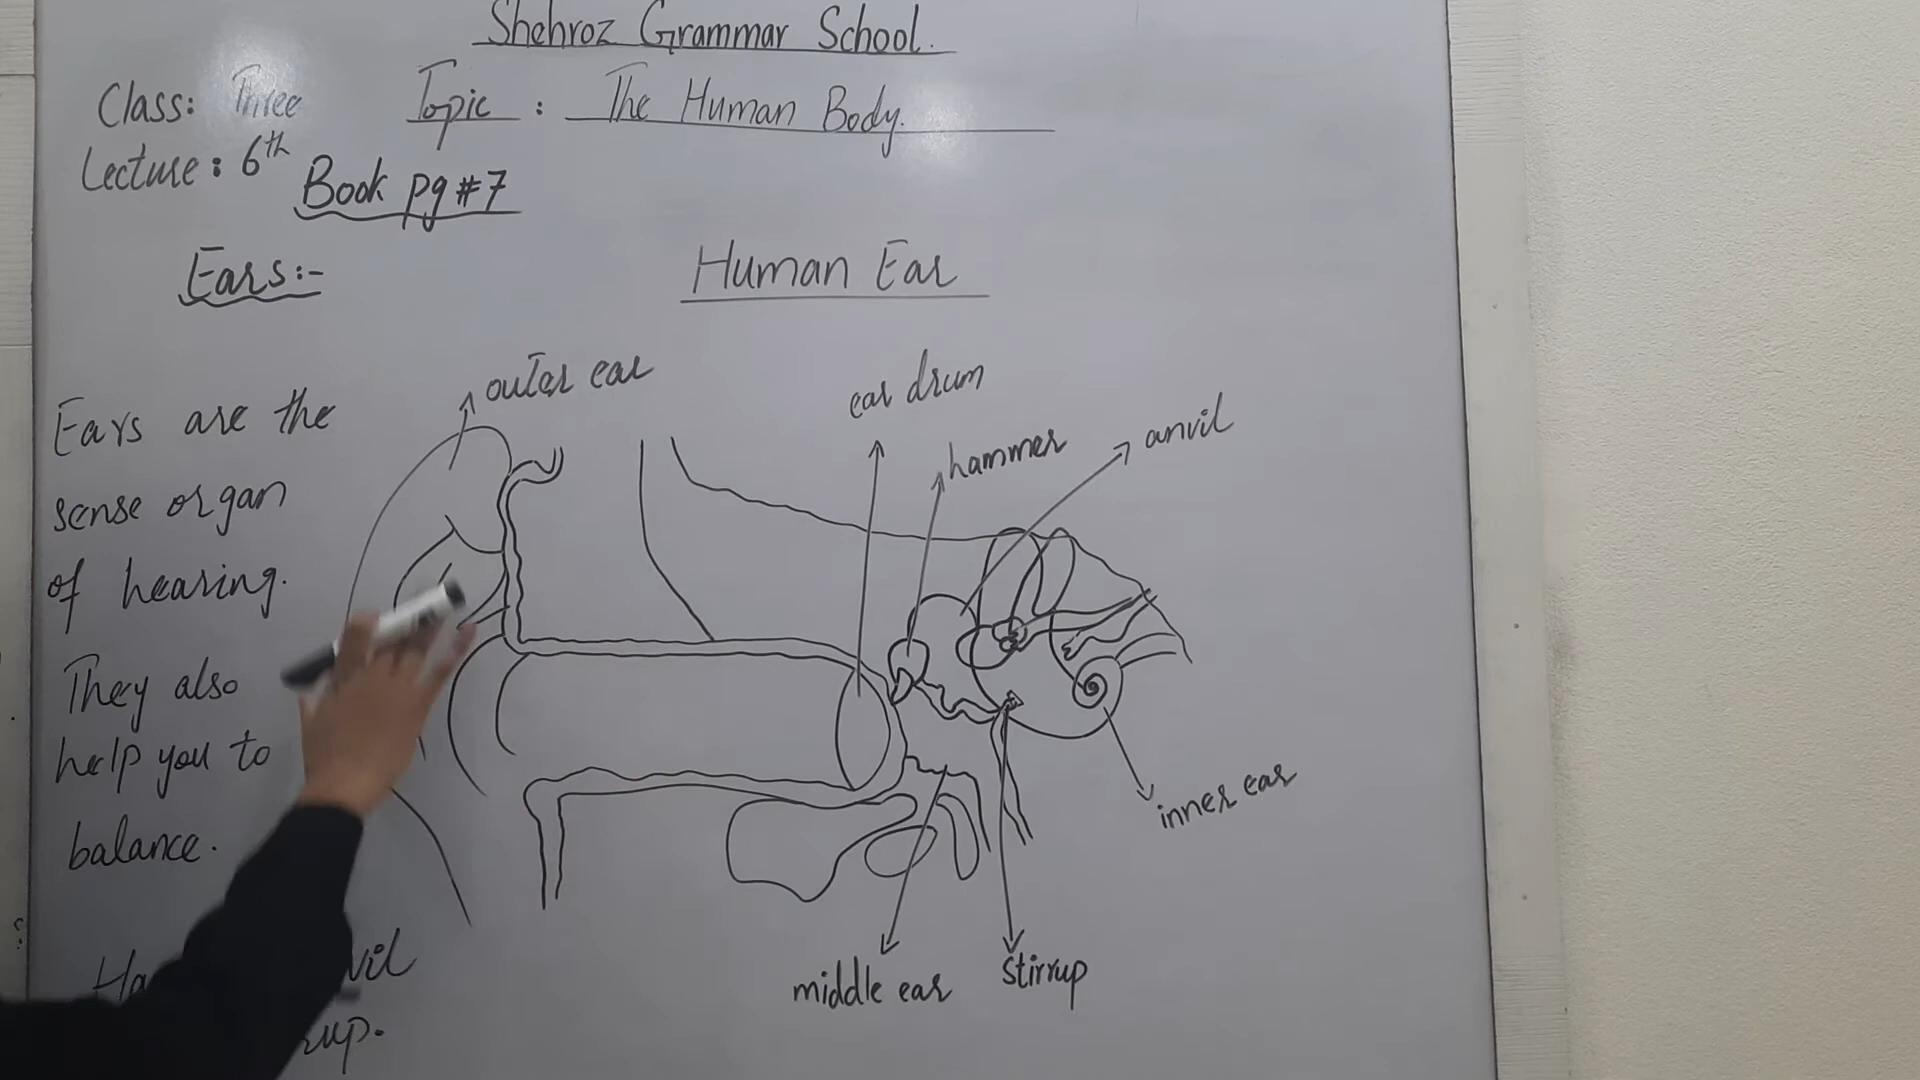 Shehroz Grammar School.
Class: Three Topic : The Human Body.
Lecture: 6th
Book pg #7
Ears:-
Human Ear
Ears are the
sense organ
of hearing.
They also
help you to
balance.
outer ear
ear drum
hammer
anvil
inner ear
middle ear
stirrup